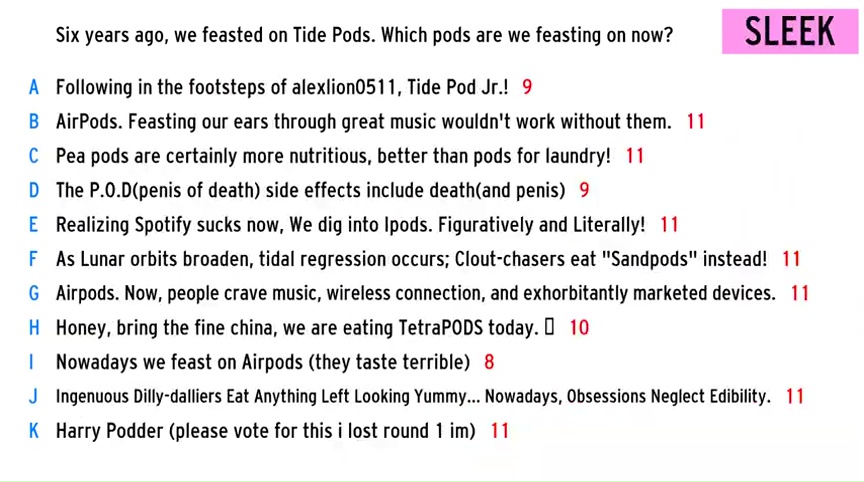 Six years ago, we feasted on Tide Pods. Which pods are we feasting on now?
SLEEK
A Following in the footsteps of alexlion0511, Tide Pod Jr.! 9
B AirPods. Feasting our ears through great music wouldn't work without them. 11
C Pea pods are certainly more nutritious, better than pods for laundry! 11
D The P.O.D(penis of death) side effects include death(and penis) 9
E Realizing Spotify sucks now, We dig into Ipods. Figuratively and Literally! 11
F As Lunar orbits broaden, tidal regression occurs; Clout-chasers eat "Sandpods" instead! 11
G Airpods. Now, people crave music, wireless connection, and exhorbitantly marketed devices. 11
H Honey, bring the fine china, we are eating TetraPODS today. ▯ 10
I Nowadays we feast on Airpods (they taste terrible) 8
J Ingenuous Dilly-dalliers Eat Anything Left Looking Yummy... Nowadays, Obsessions Neglect Edibility. 11
K Harry Podder (please vote for this i lost round 1 im) 11